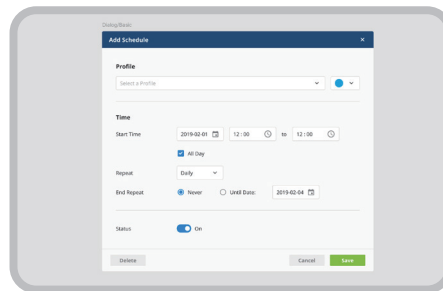 Dialog/Basic
Add Schedule ×
Profile
Select a Profile
Time
Start Time 2019-02-01 12 : 00 to 12 : 00
All Day
Repeat Daily
End Repeat Never Until Date: 2019-02-04
Status On
Delete Cancel Save